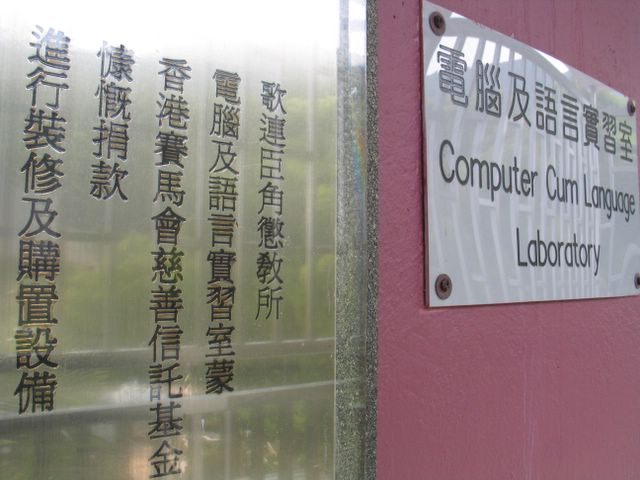 歌連臣角懲教所
電腦及語言實習室蒙
香港賽馬會慈善信託基金
慷慨捐款
進行裝修及購置設備
電腦及語言實習室
Computer Cum Language
Laboratory